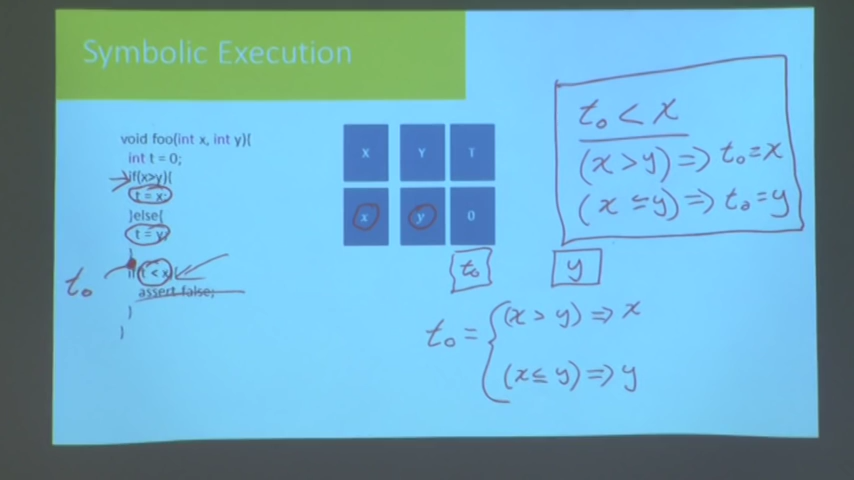 Symbolic Execution
void foo(int x, int y){
int t = 0;
if(x>y){
t = x;
}else{
t = y;
}
if(t < x){
assert false;
}
}
t₀
X Y T
x y 0
t₀
y
t₀ < x
(x>y) => t₀=x
(x ≤ y) => t₀=y
t₀ = { (x > y) => x
(x ≤ y) => y